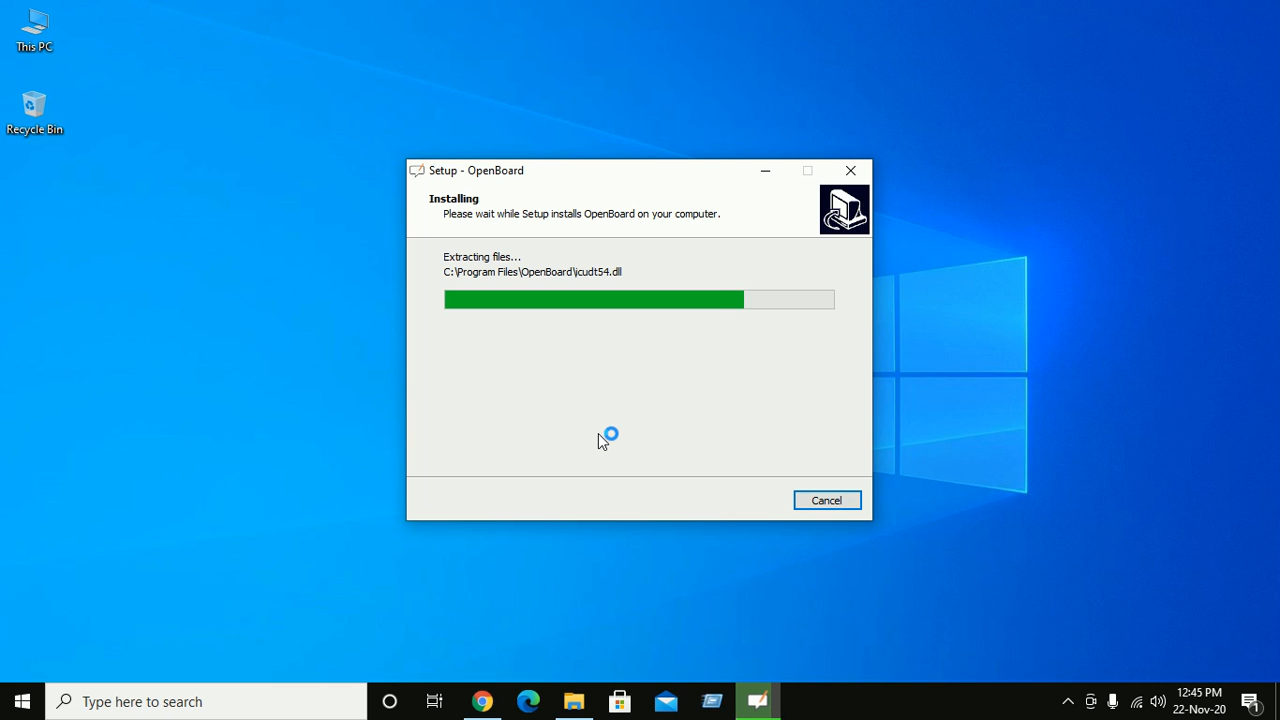 This PC
Recycle Bin
Setup - OpenBoard
Installing
Please wait while Setup installs OpenBoard on your computer.
Extracting files...
C:\Program Files\OpenBoard\icudt54.dll
Cancel
Type here to search
12:45 PM
22-Nov-20
1